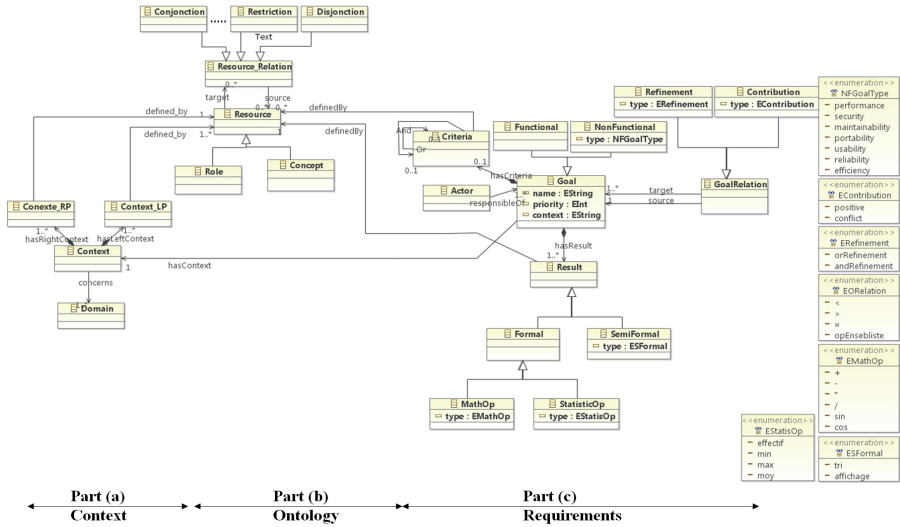 Conjonction
.....
Restriction
Disjonction
Text
Resource_Relation
0..*
target
source
0..*
0..*
defined_by
1
Resource
1
definedBy
defined_by
1..*
definedBy
Role
Concept
Criteria
And
0..1
Or
0..1
0..1
hasCriteria
Functional
NonFunctional
type : NFGoalType
Refinement
type : ERefinement
Contribution
type : EContribution
Actor
responsibleOf
1..*
Goal
name : EString
priority : EInt
context : EString
1..*
target
1
source
GoalRelation
Conexte_RP
Context_LP
1..*
1..*
hasRightContext
hasLeftContext
Context
1
hasContext
concerns
Domain
hasResult
1..*
Result
Formal
SemiFormal
type : ESFormal
MathOp
type : EMathOp
StatisticOp
type : EStatisOp
<<enumeration>>
NFGoalType
performance
security
maintainability
portability
usability
reliability
efficiency
<<enumeration>>
EContribution
positive
conflict
<<enumeration>>
ERefinement
orRefinement
andRefinement
<<enumeration>>
EORelation
<
>
=
opEnsebliste
<<enumeration>>
EMathOp
+
-
*
/
sin
cos
<<enumeration>>
EStatisOp
effectif
min
max
moy
<<enumeration>>
ESFormal
tri
affichage
Part (a)
Part (b)
Part (c)
Context
Ontology
Requirements